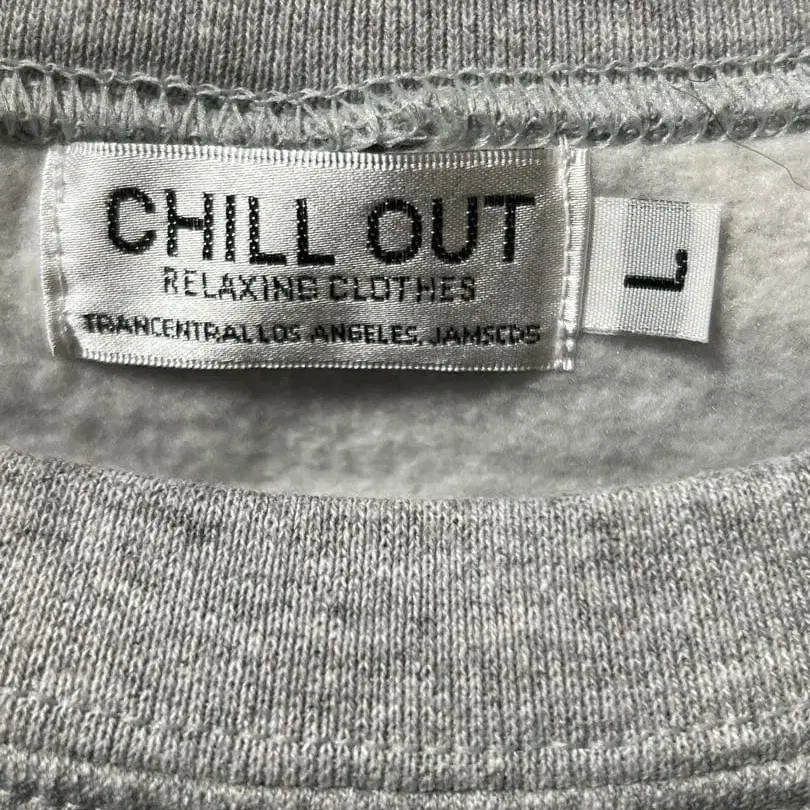 CHILL OUT
RELAXING CLOTHES
TRANCENTRAL LOS ANGELES, JAMSCDS
L